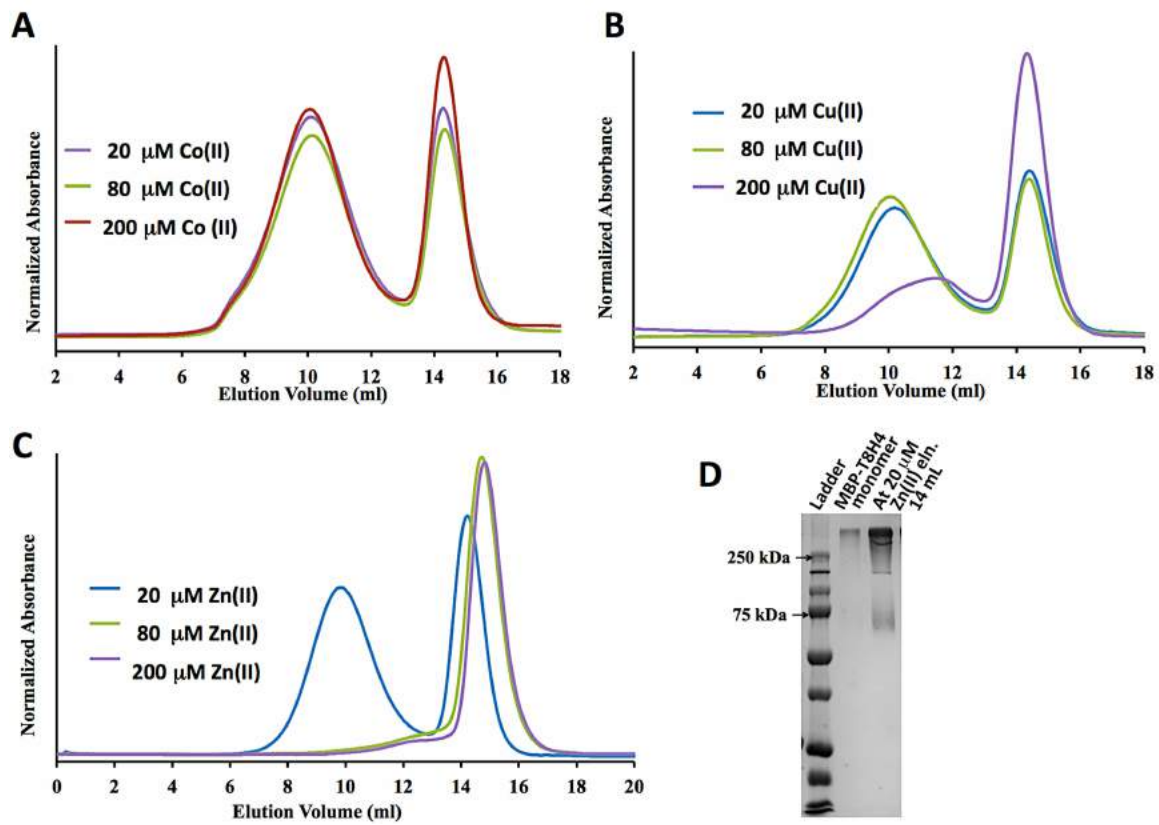 A
Normalized Absorbance
20 μM Co(II)
80 μM Co(II)
200 μM Co (II)
2 4 6 8 10 12 14 16 18
Elution Volume (ml)
B
Normalized Absorbance
20 μM Cu(II)
80 μM Cu(II)
200 μM Cu(II)
2 4 6 8 10 12 14 16 18
Elution Volume (ml)
C
Normalized Absorbance
20 μM Zn(II)
80 μM Zn(II)
200 μM Zn(II)
0 2 4 6 8 10 12 14 16 18 20
Elution Volume (ml)
D
Ladder
MBP-T8H4
monomer
At 20 μM
Zn(II) eln.
14 mL
250 kDa
75 kDa